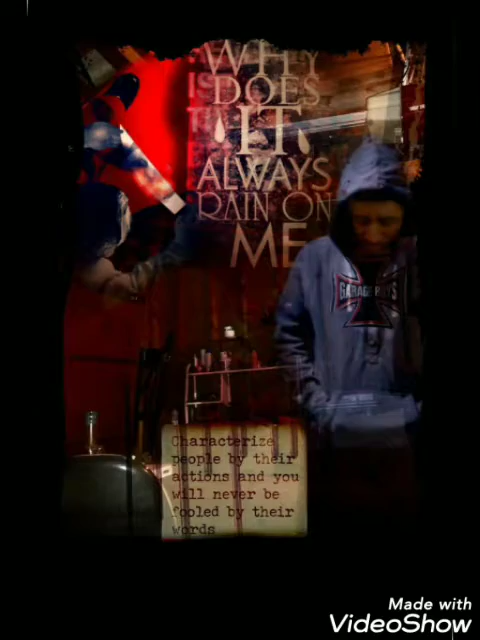 WHY
DOES
IT
ALWAYS
RAIN ON
ME
GARAGE BOYS
Characterize
people by their
actions and you
will never be
fooled by their
words
Made with
VideoShow